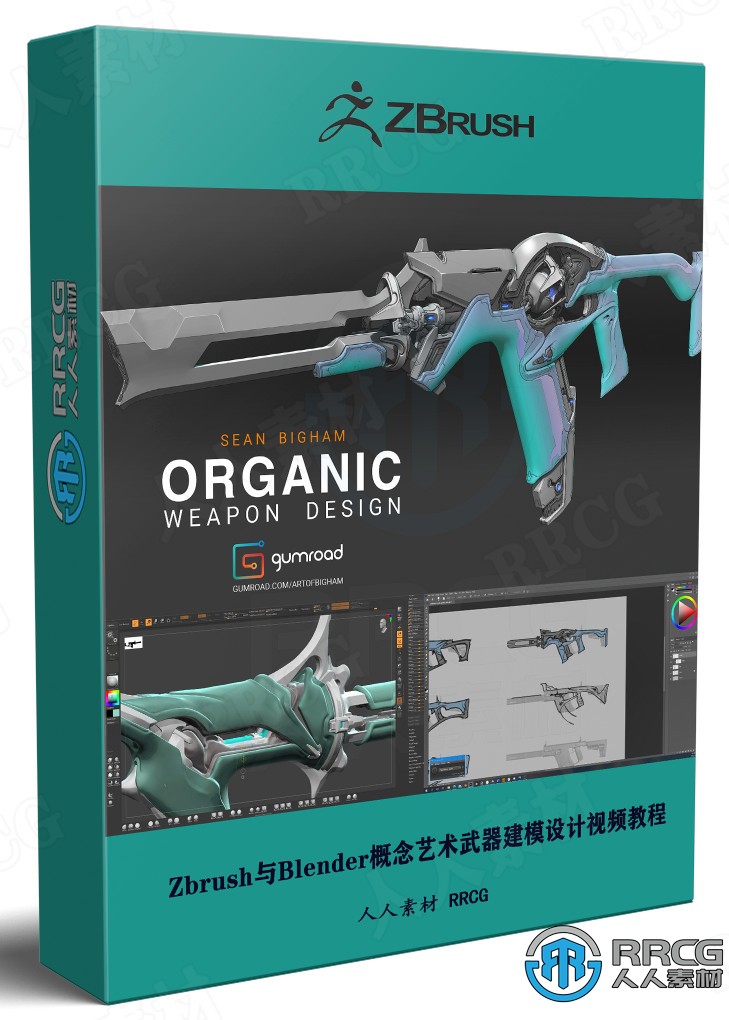 ZBRUSH
SEAN BIGHAM
ORGANIC
WEAPON DESIGN
gumroad
GUMROAD.COM/ARTOFBIGHAM
Zbrush与Blender概念艺术武器建模设计视频教程
人人素材 RRCG
RRCG
人人素材
RRCG
人人素材